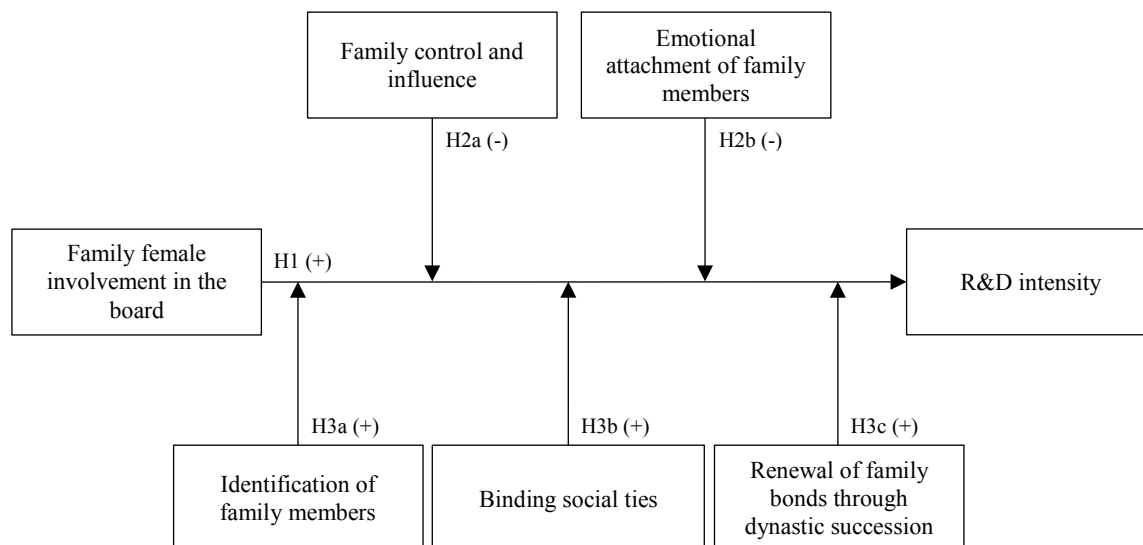 Family control and
influence
Emotional
attachment of family
members
H2a (-)
H2b (-)
Family female
involvement in the
board
H1 (+)
R&D intensity
H3a (+)
H3b (+)
H3c (+)
Identification of
family members
Binding social ties
Renewal of family
bonds through
dynastic succession